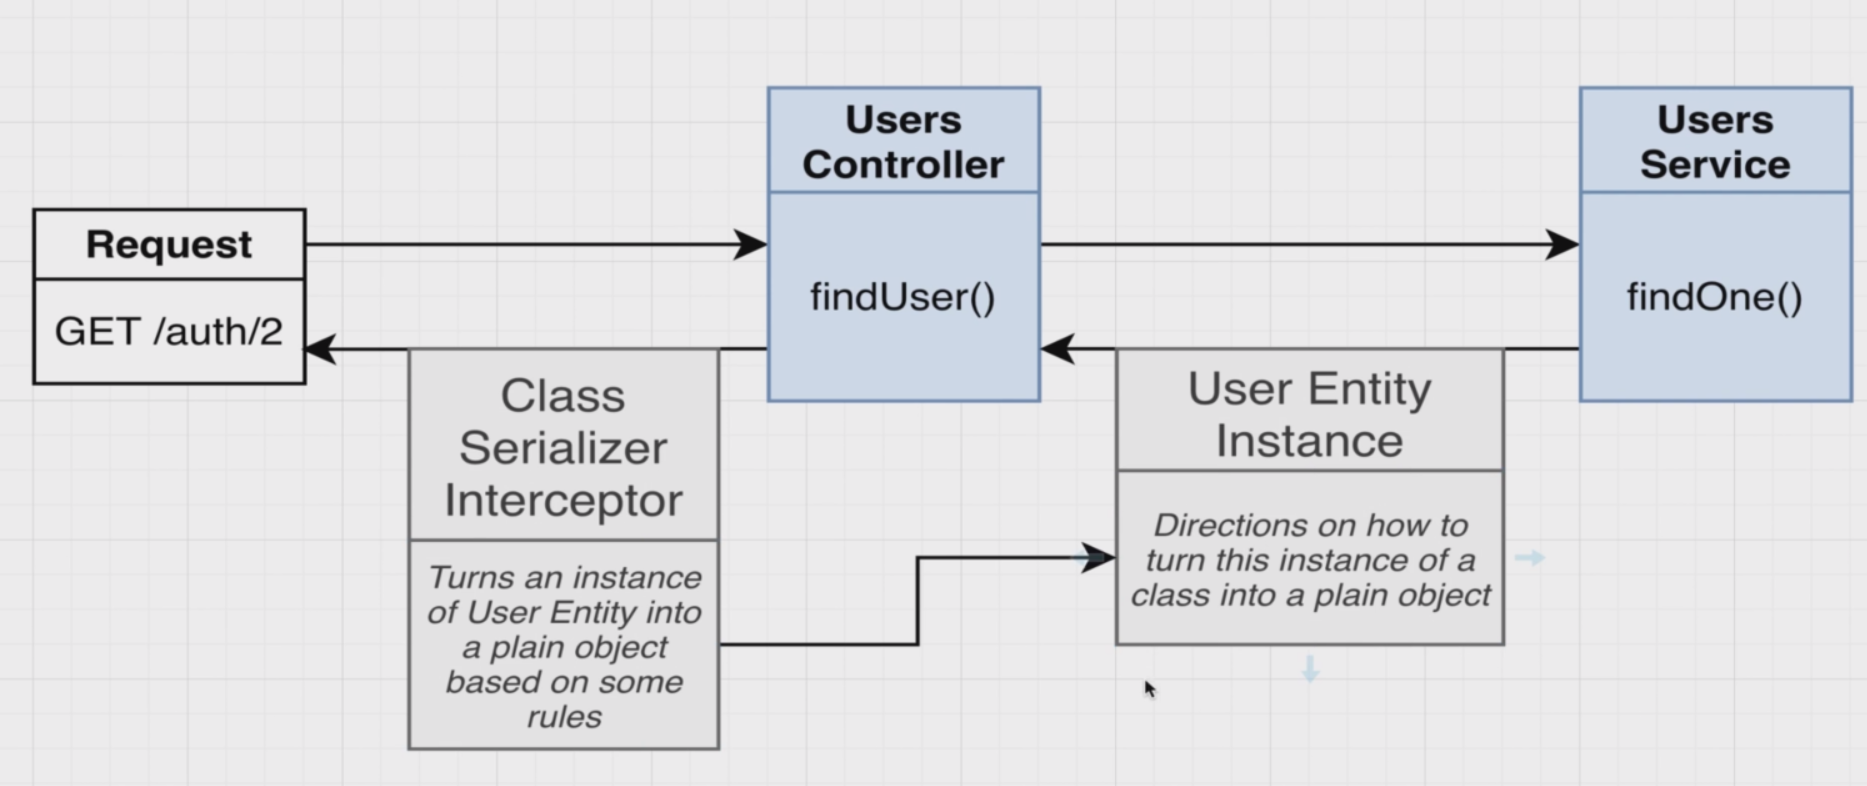 Request
GET /auth/2
Class
Serializer
Interceptor
Turns an instance
of User Entity into
a plain object
based on some
rules
Users
Controller
findUser()
User Entity
Instance
Directions on how to
turn this instance of a
class into a plain object
Users
Service
findOne()